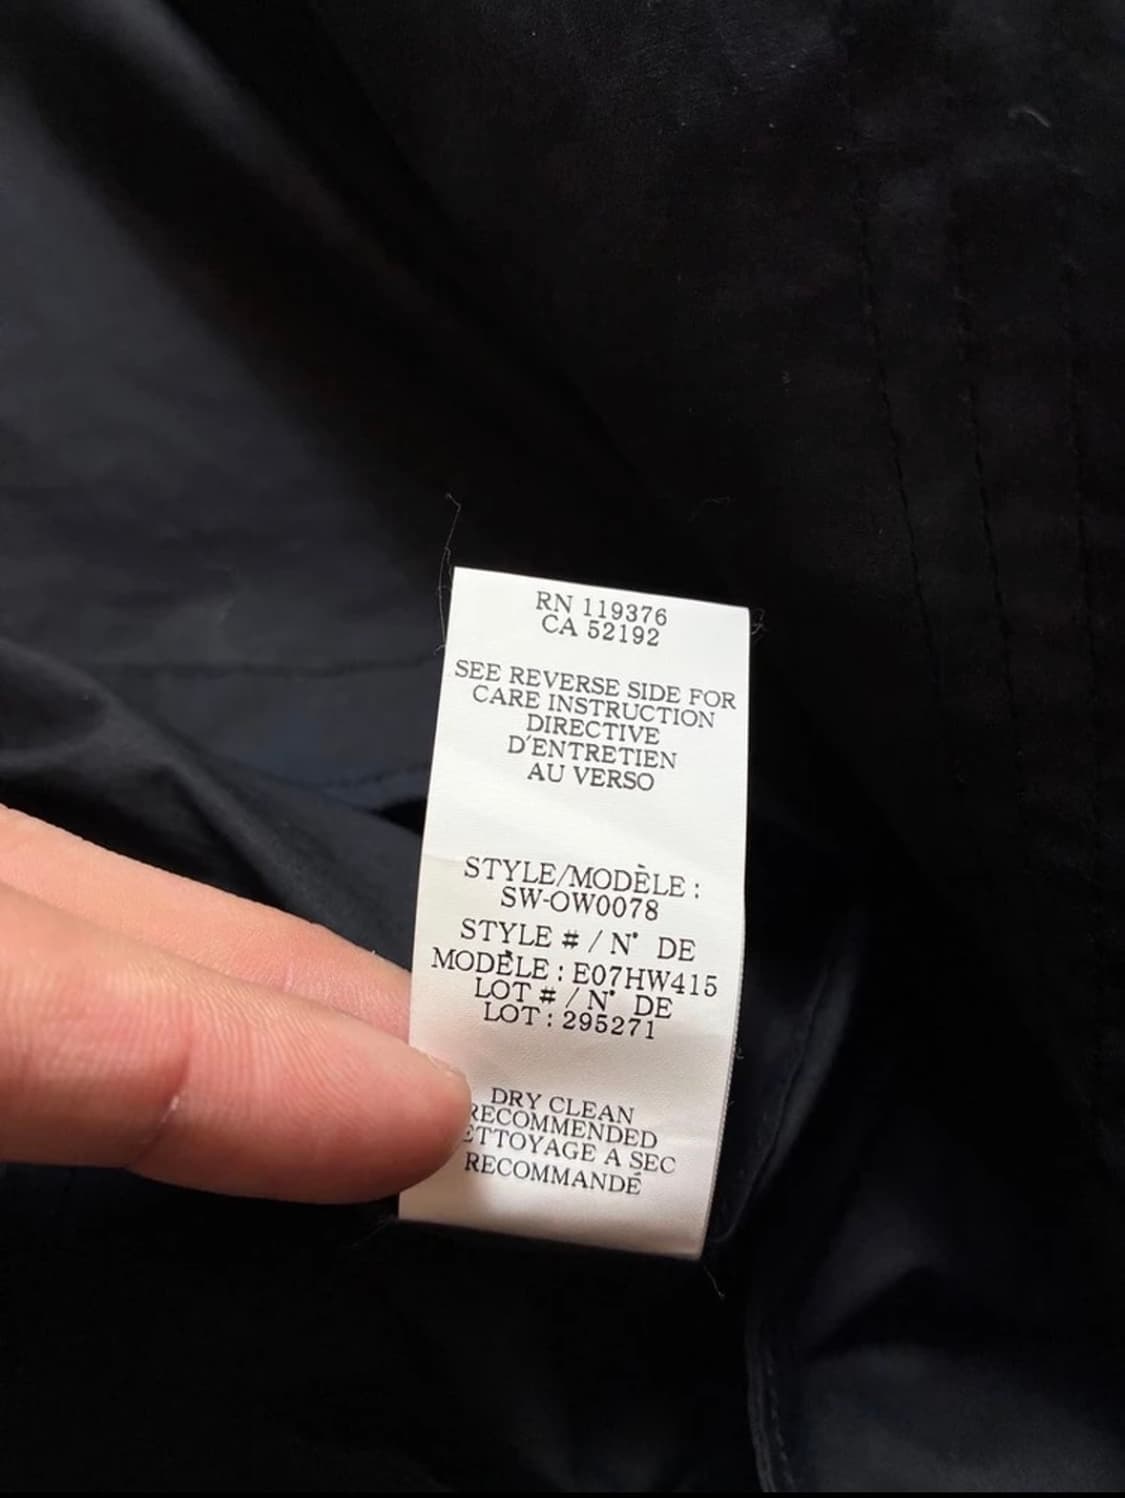 RN 119376
CA 52192
SEE REVERSE SIDE FOR
CARE INSTRUCTION
DIRECTIVE
D'ENTRETIEN
AU VERSO
STYLE/MODÈLE :
SW-OW0078
STYLE # / N° DE
MODÈLE : E07HW415
LOT # / N° DE
LOT : 295271
DRY CLEAN
RECOMMENDED
ETTOYAGE A SEC
RECOMMANDÉ